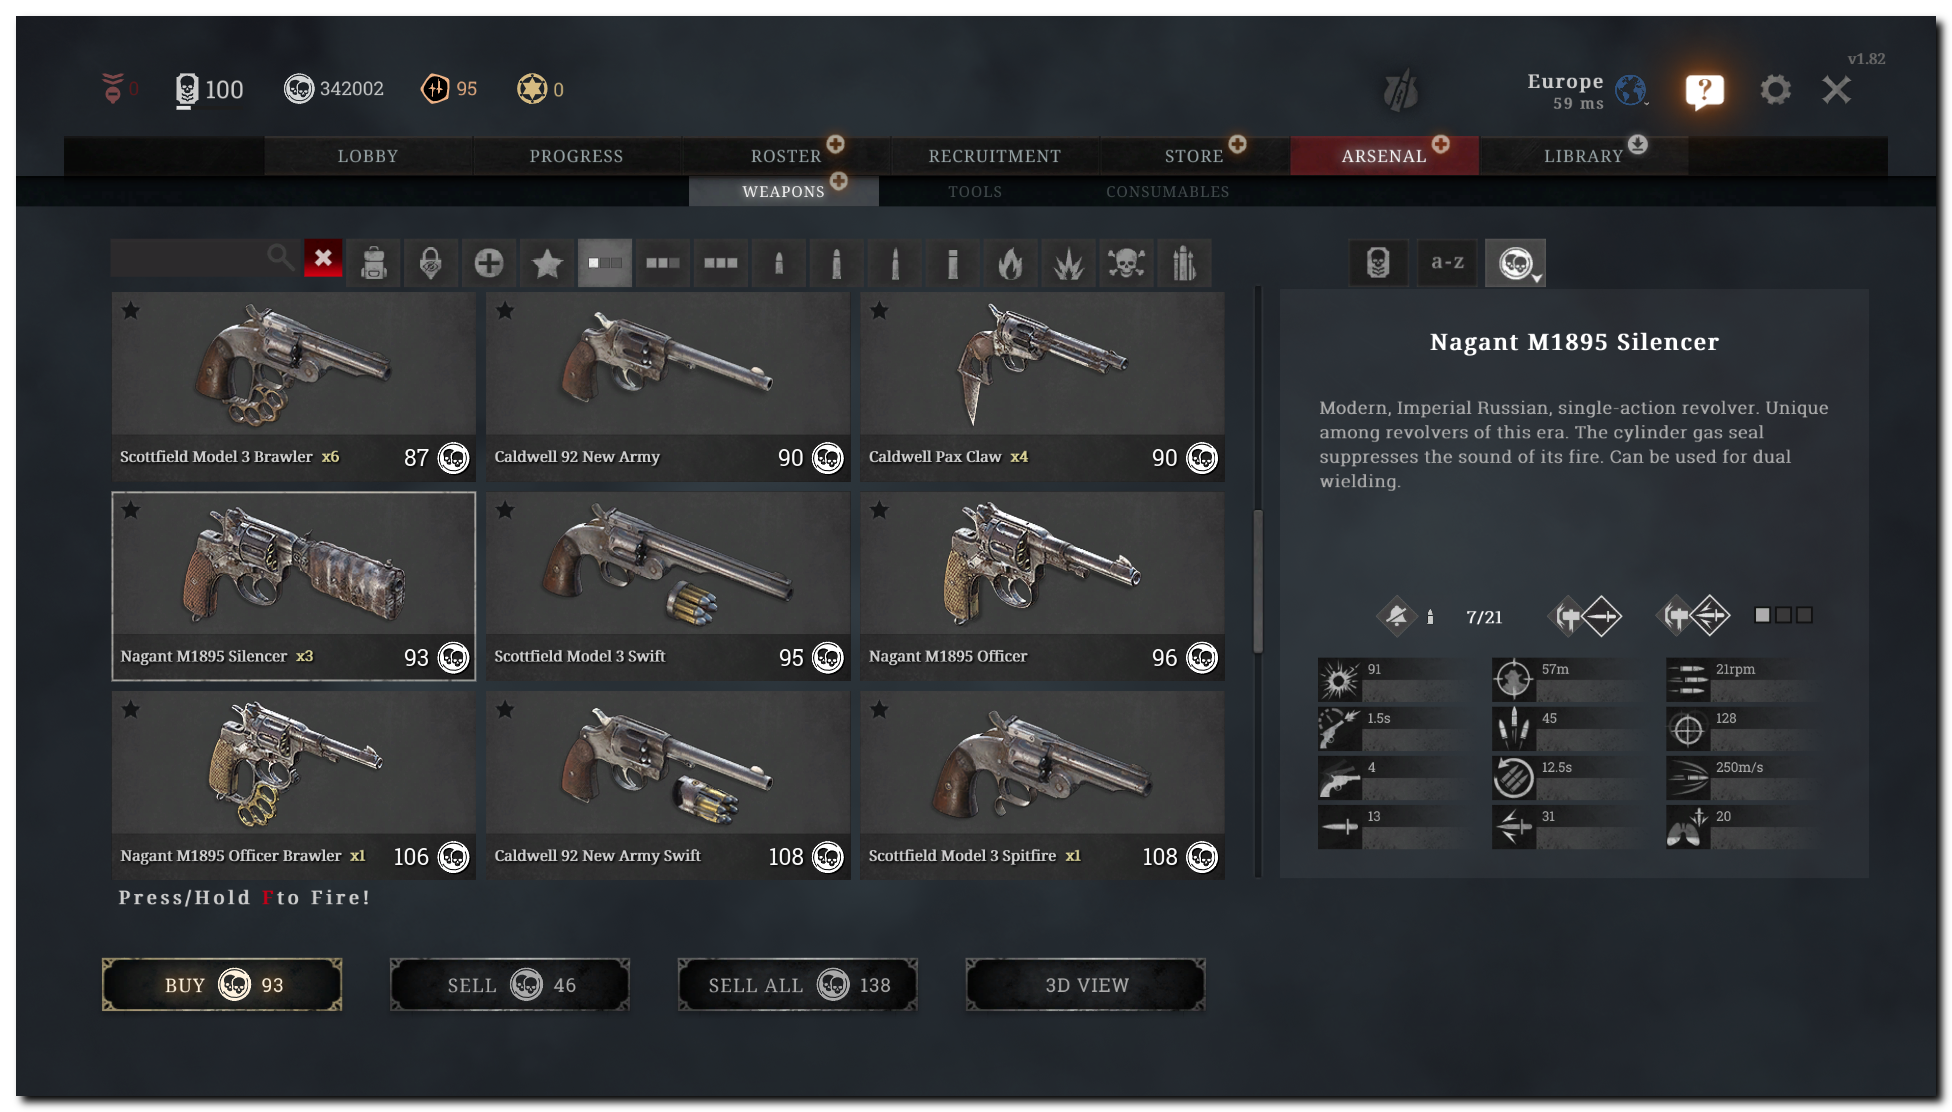 v1.82
0
100
342002
95
0
Europe
59 ms
?
LOBBY
PROGRESS
ROSTER
RECRUITMENT
STORE
ARSENAL
LIBRARY
WEAPONS
TOOLS
CONSUMABLES
a-z
Scottfield Model 3 Brawler x6 87
Caldwell 92 New Army 90
Caldwell Pax Claw x4 90
Nagant M1895 Silencer x3 93
Scottfield Model 3 Swift 95
Nagant M1895 Officer 96
Nagant M1895 Officer Brawler x1 106
Caldwell 92 New Army Swift 108
Scottfield Model 3 Spitfire x1 108
Press/Hold F to Fire!
BUY 93
SELL 46
SELL ALL 138
3D VIEW
Nagant M1895 Silencer
Modern, Imperial Russian, single-action revolver. Unique
among revolvers of this era. The cylinder gas seal
suppresses the sound of its fire. Can be used for dual
wielding.
7/21
91
57m
21rpm
1.5s
45
128
4
12.5s
250m/s
13
31
20